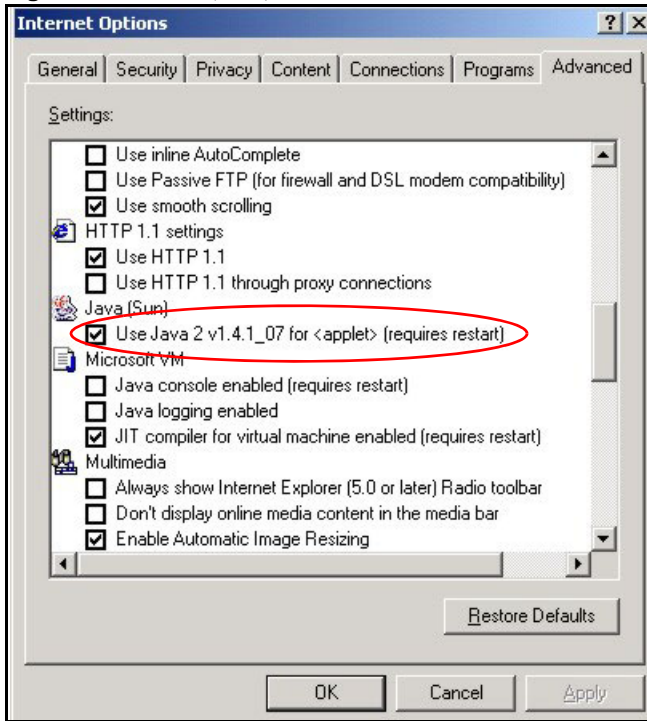 Internet Options
? X
General Security Privacy Content Connections Programs Advanced
Settings:
Use inline AutoComplete
Use Passive FTP (for firewall and DSL modem compatibility)
Use smooth scrolling
HTTP 1.1 settings
Use HTTP 1.1
Use HTTP 1.1 through proxy connections
Java (Sun)
Use Java 2 v1.4.1_07 for <applet> (requires restart)
Microsoft VM
Java console enabled (requires restart)
Java logging enabled
JIT compiler for virtual machine enabled (requires restart)
Multimedia
Always show Internet Explorer (5.0 or later) Radio toolbar
Don't display online media content in the media bar
Enable Automatic Image Resizing
Restore Defaults
OK Cancel Apply